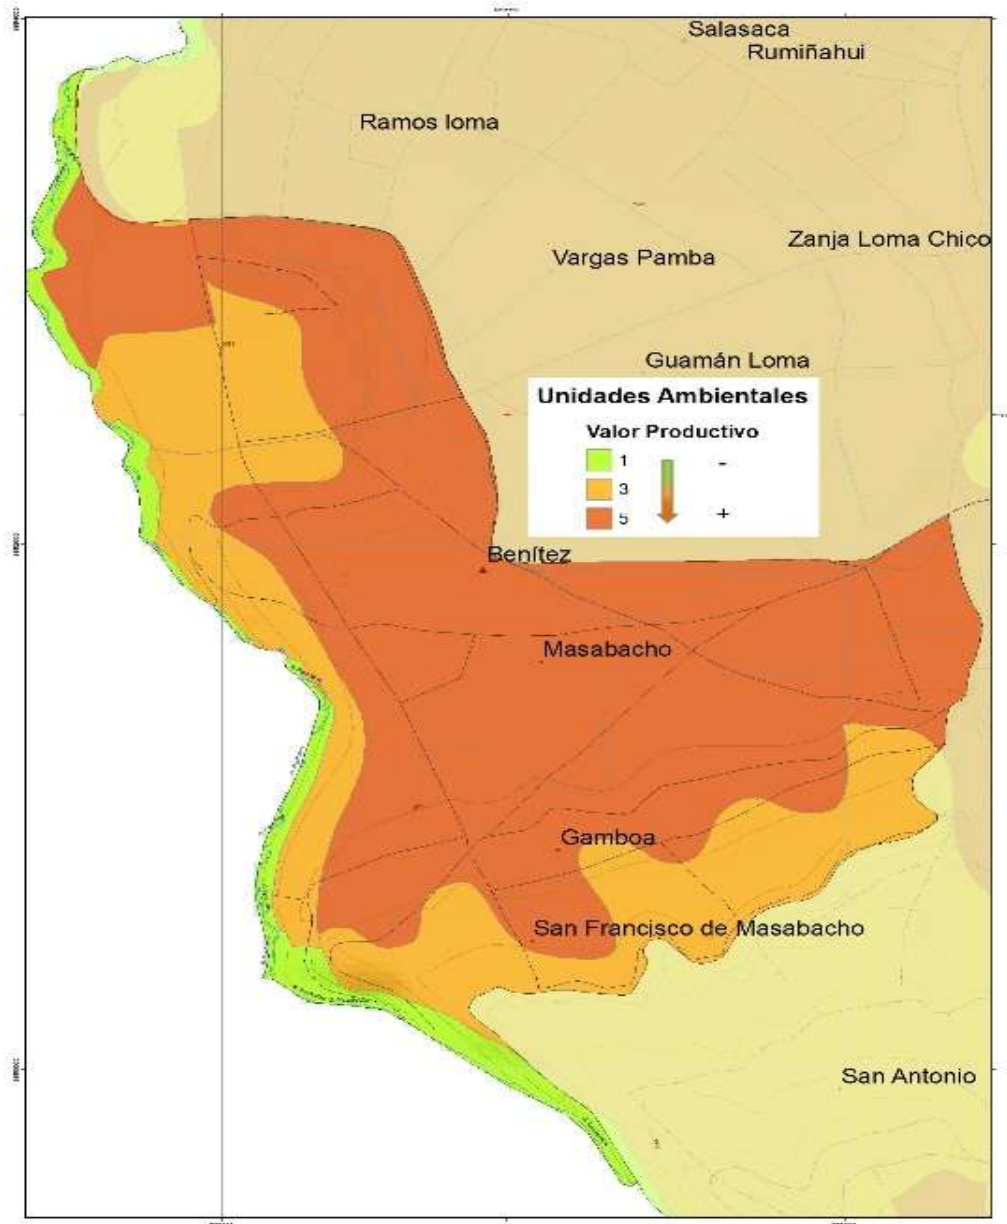 Salasaca
Rumiñahui
Ramos loma
Zanja Loma Chico
Vargas Pamba
Guamán Loma
Unidades Ambientales
Valor Productivo
1 -
3
5 +
Benítez
Masabacho
Gamboa
San Francisco de Masabacho
San Antonio